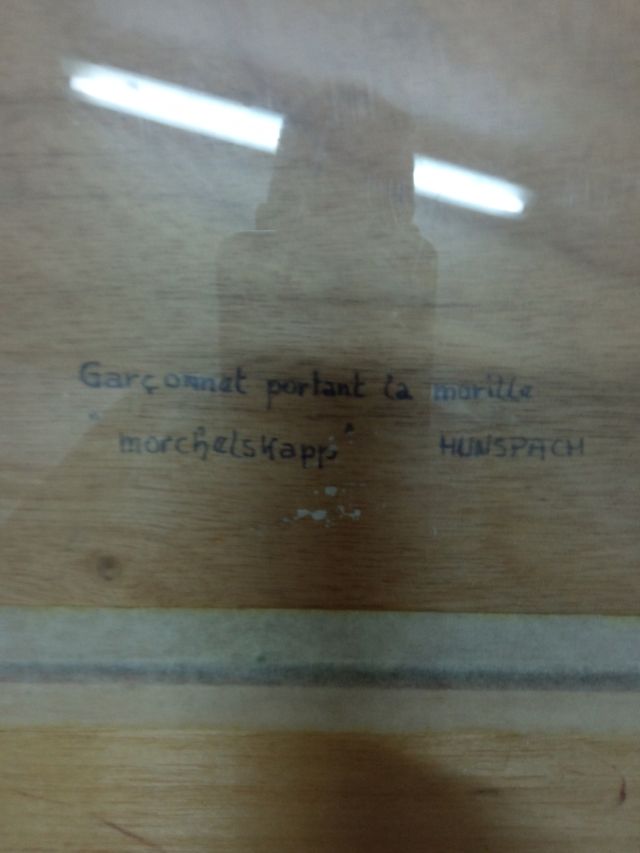 Garçonnet portant la morille
"morchelskapp" HUNSPACH